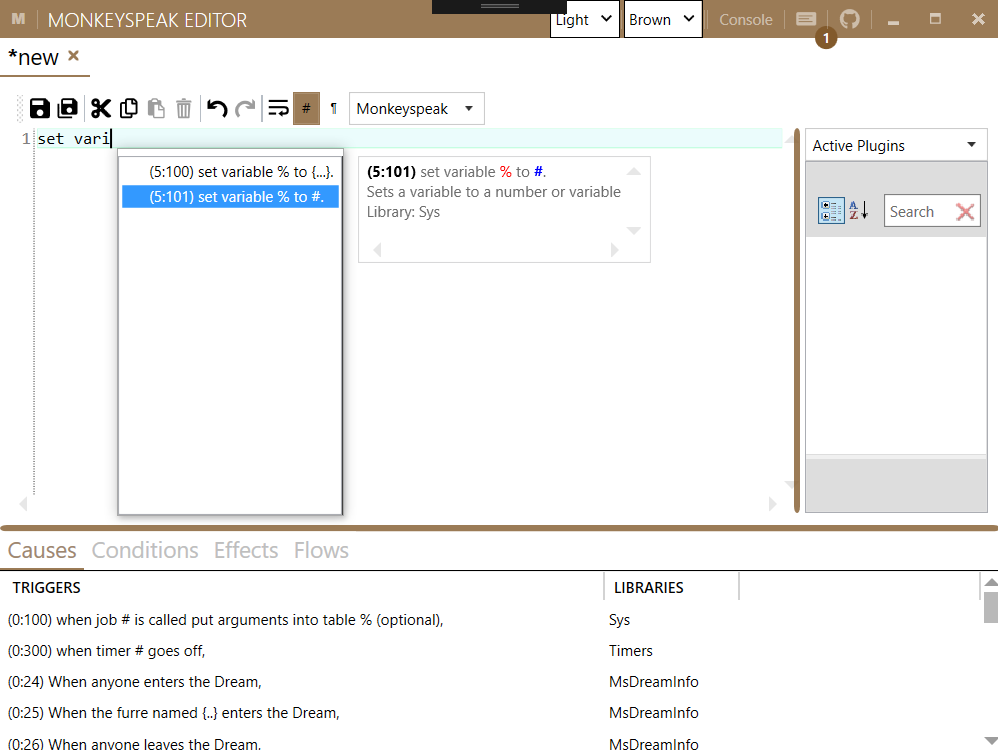 M MONKEYSPEAK EDITOR Light Brown Console 1
*new
# ¶ Monkeyspeak
1 set vari
(5:100) set variable % to {...}.
(5:101) set variable % to #.
(5:101) set variable % to #.
Sets a variable to a number or variable
Library: Sys
Active Plugins
A Z Search
Causes Conditions Effects Flows
TRIGGERS LIBRARIES
(0:100) when job # is called put arguments into table % (optional), Sys
(0:300) when timer # goes off, Timers
(0:24) When anyone enters the Dream, MsDreamInfo
(0:25) When the furre named {..} enters the Dream, MsDreamInfo
(0:26) When anyone leaves the Dream. MsDreamInfo